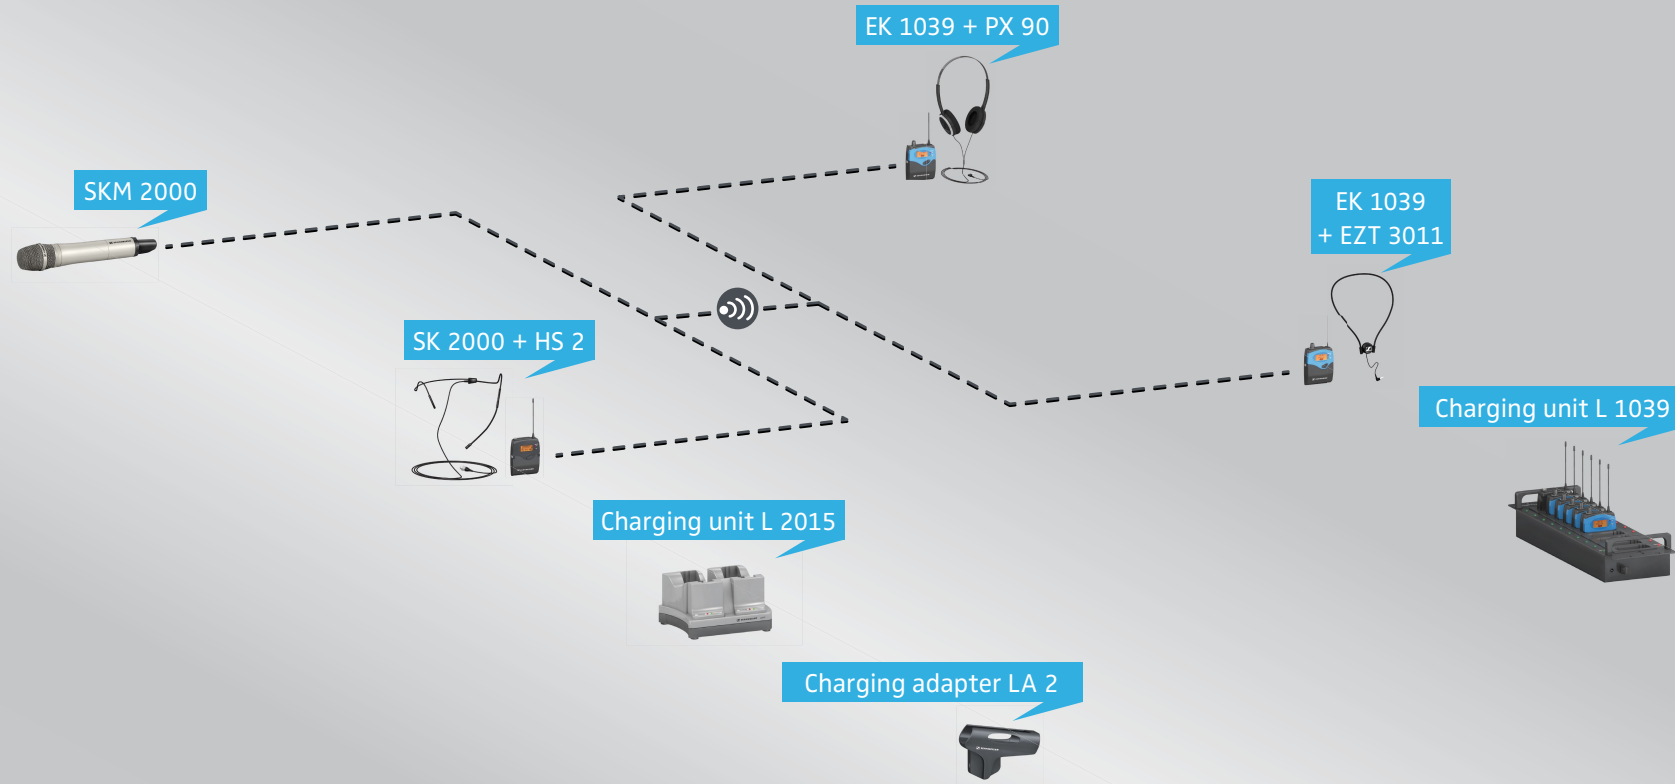 EK 1039 + PX 90
SKM 2000
EK 1039
+ EZT 3011
SK 2000 + HS 2
Charging unit L 1039
Charging unit L 2015
Charging adapter LA 2